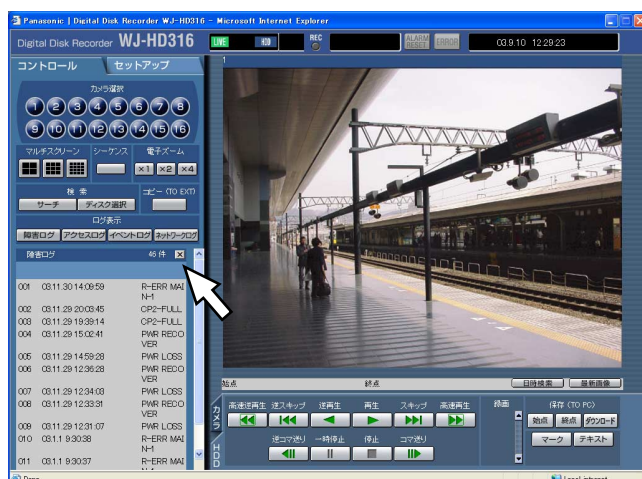 Panasonic | Digital Disk Recorder WJ-HD316 - Microsoft Internet Explorer
Digital Disk Recorder WJ-HD316
LIVE HDD REC ALARM RESET ERROR 03.9.10 12:29:23
コントロール セットアップ
1
カメラ選択
1 2 3 4 5 6 7 8
9 10 11 12 13 14 15 16
マルチスクリーン シーケンス 電子ズーム
×1 ×2 ×4
検索 コピー (TO EXT)
サーチ ディスク選択
ログ表示
障害ログ アクセスログ イベントログ ネットワークログ
障害ログ 46 件
001 03.11.30 14:09:59 R-ERR MAI
N-1
002 03.11.29 20:03:45 CP2-FULL
003 03.11.29 19:39:14 CP2-FULL
004 03.11.29 15:02:41 PWR RECO
VER
005 03.11.29 14:59:28 PWR LOSS
006 03.11.29 12:36:28 PWR RECO
VER
007 03.11.29 12:34:03 PWR LOSS
008 03.11.29 12:33:31 PWR RECO
VER
009 03.11.29 12:31:07 PWR LOSS
010 03.11.1 9:30:38 R-ERR MAI
N-1
011 03.11.1 9:30:37 R-ERR MAI
始点 終点 日時検索 最新画像
カメラ
HDD
高速逆再生 逆スキップ 逆再生 再生 スキップ 高速再生
逆コマ送り 一時停止 停止 コマ送り
録画
保存 (TO PC)
始点 終点 ダウンロード
マーク テキスト